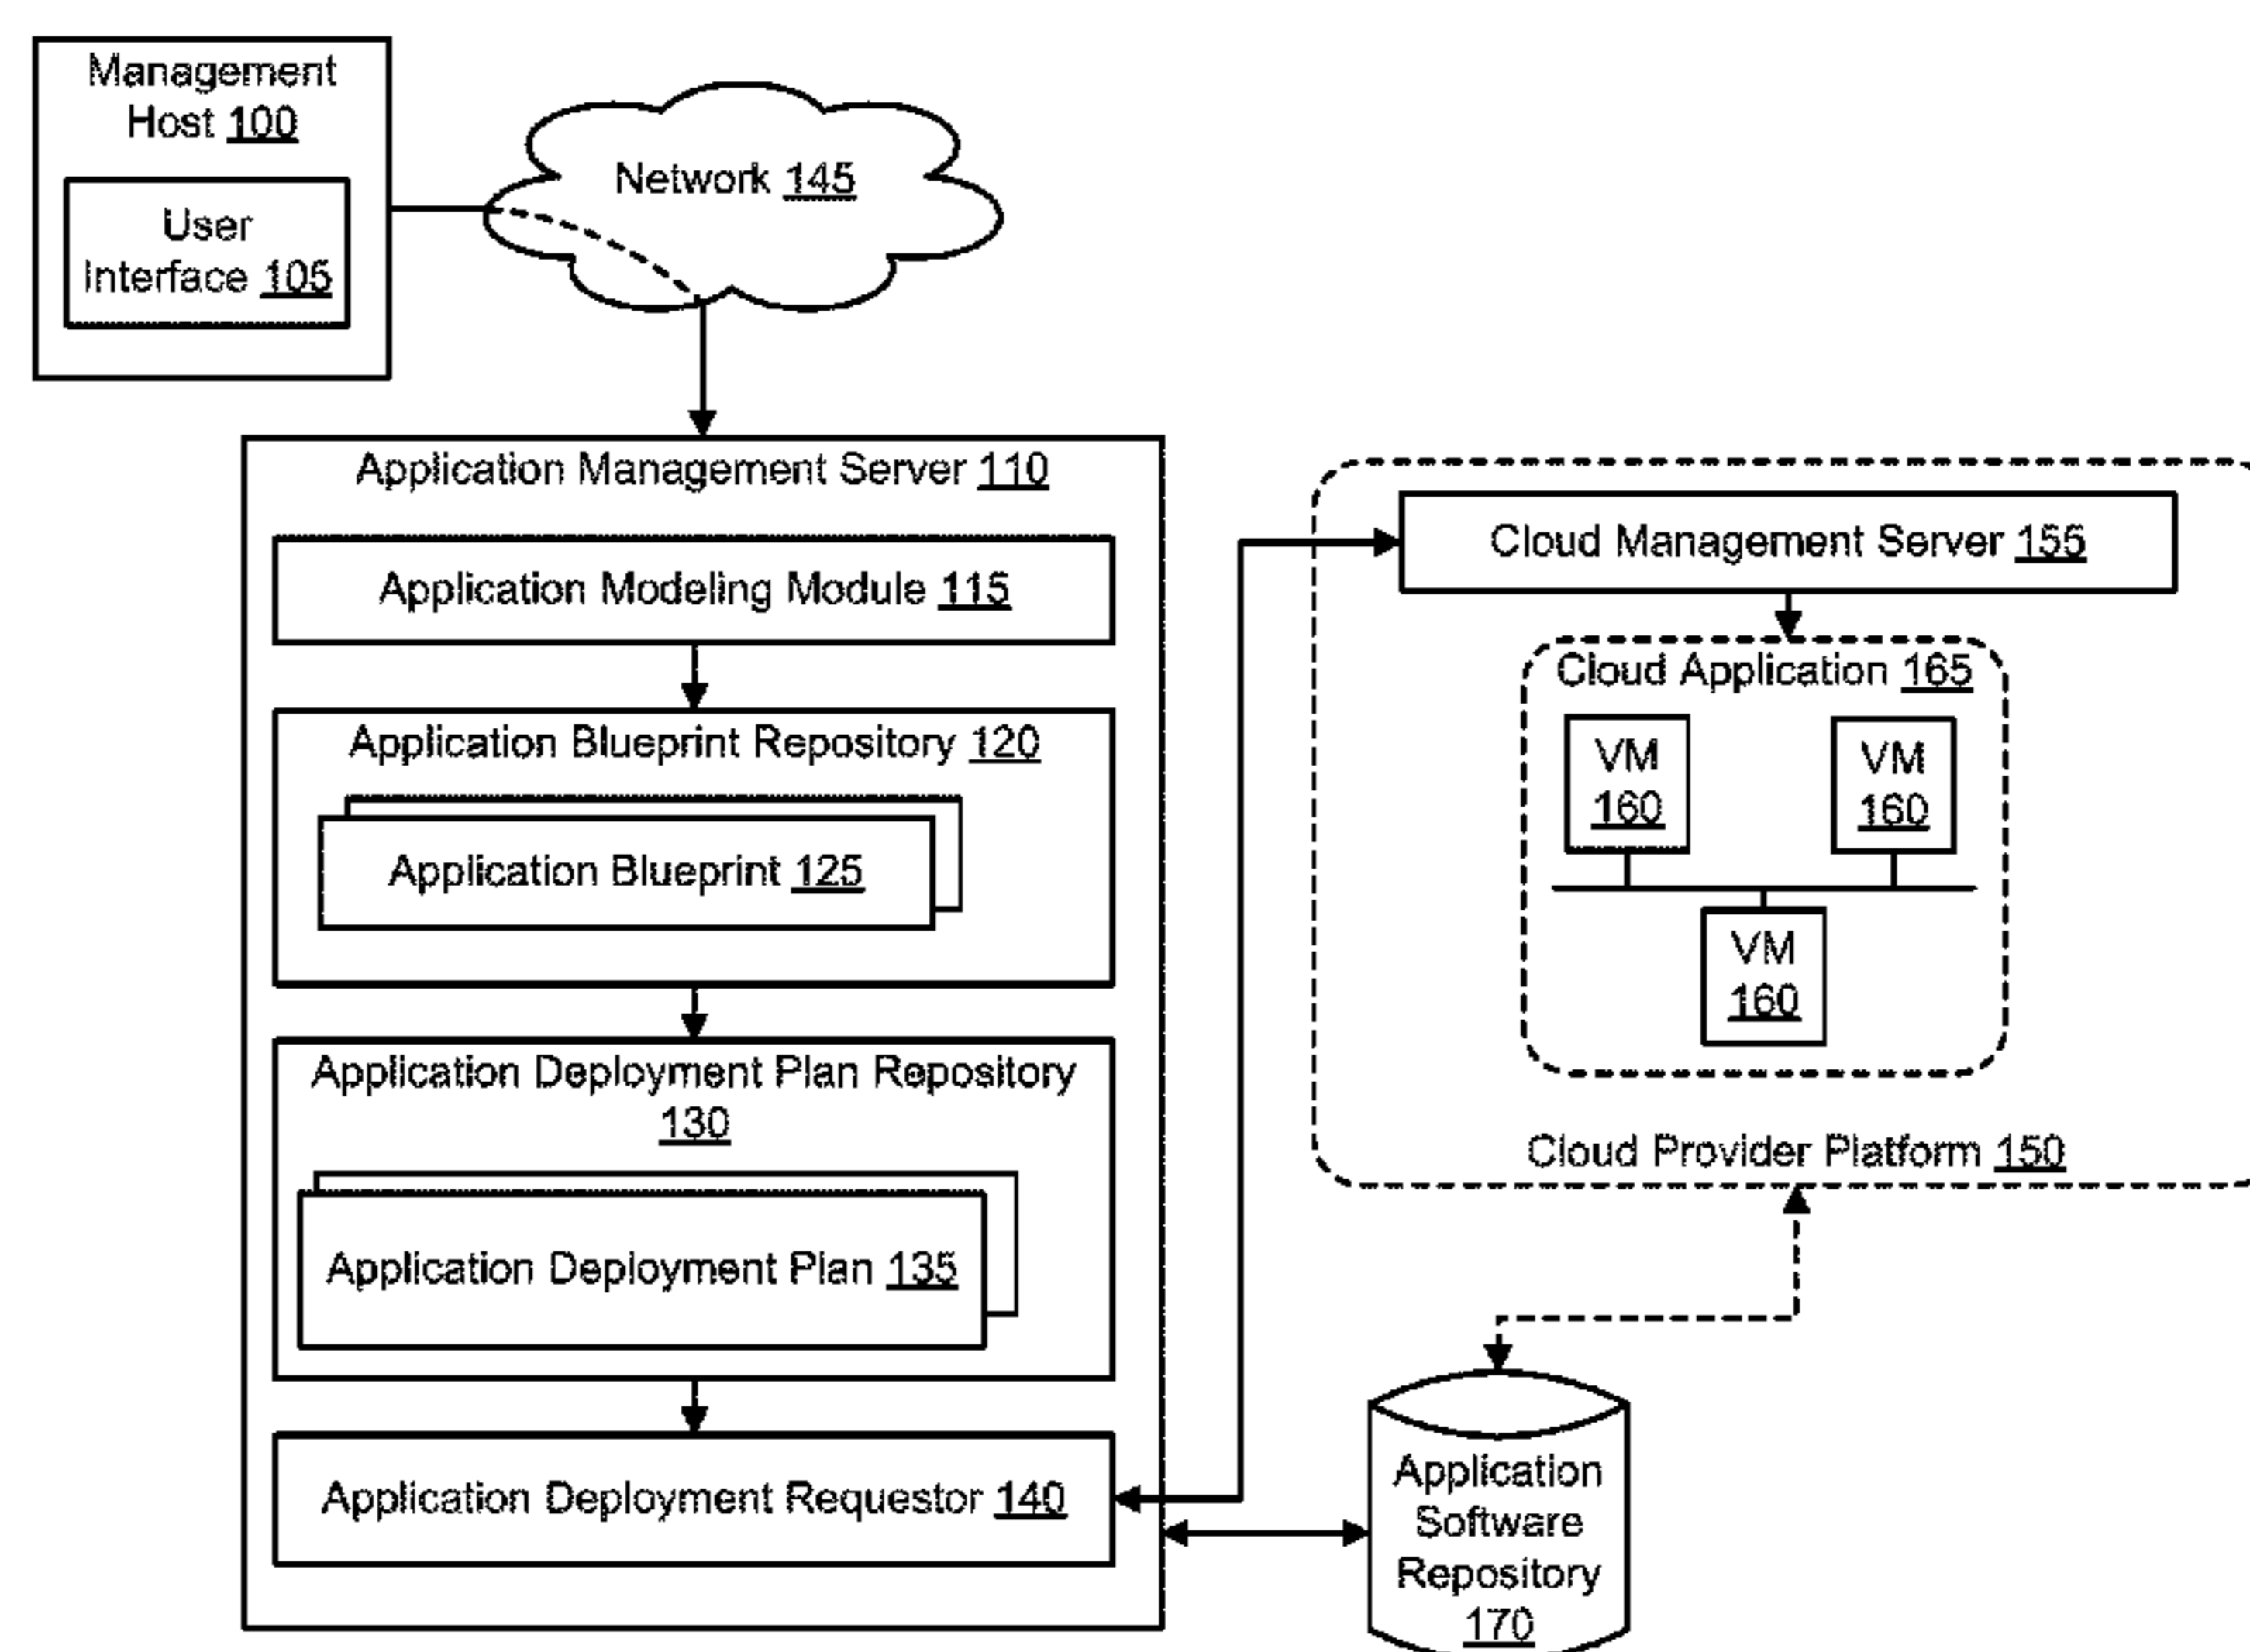 Management
Host 100
User
Interface 105
Network 145
Application Management Server 110
Application Modeling Module 115
Application Blueprint Repository 120
Application Blueprint 125
Application Deployment Plan Repository
130
Application Deployment Plan 135
Application Deployment Requestor 140
Cloud Management Server 155
Cloud Application 165
VM
160
VM
160
VM
160
Cloud Provider Platform 150
Application
Software
Repository
170